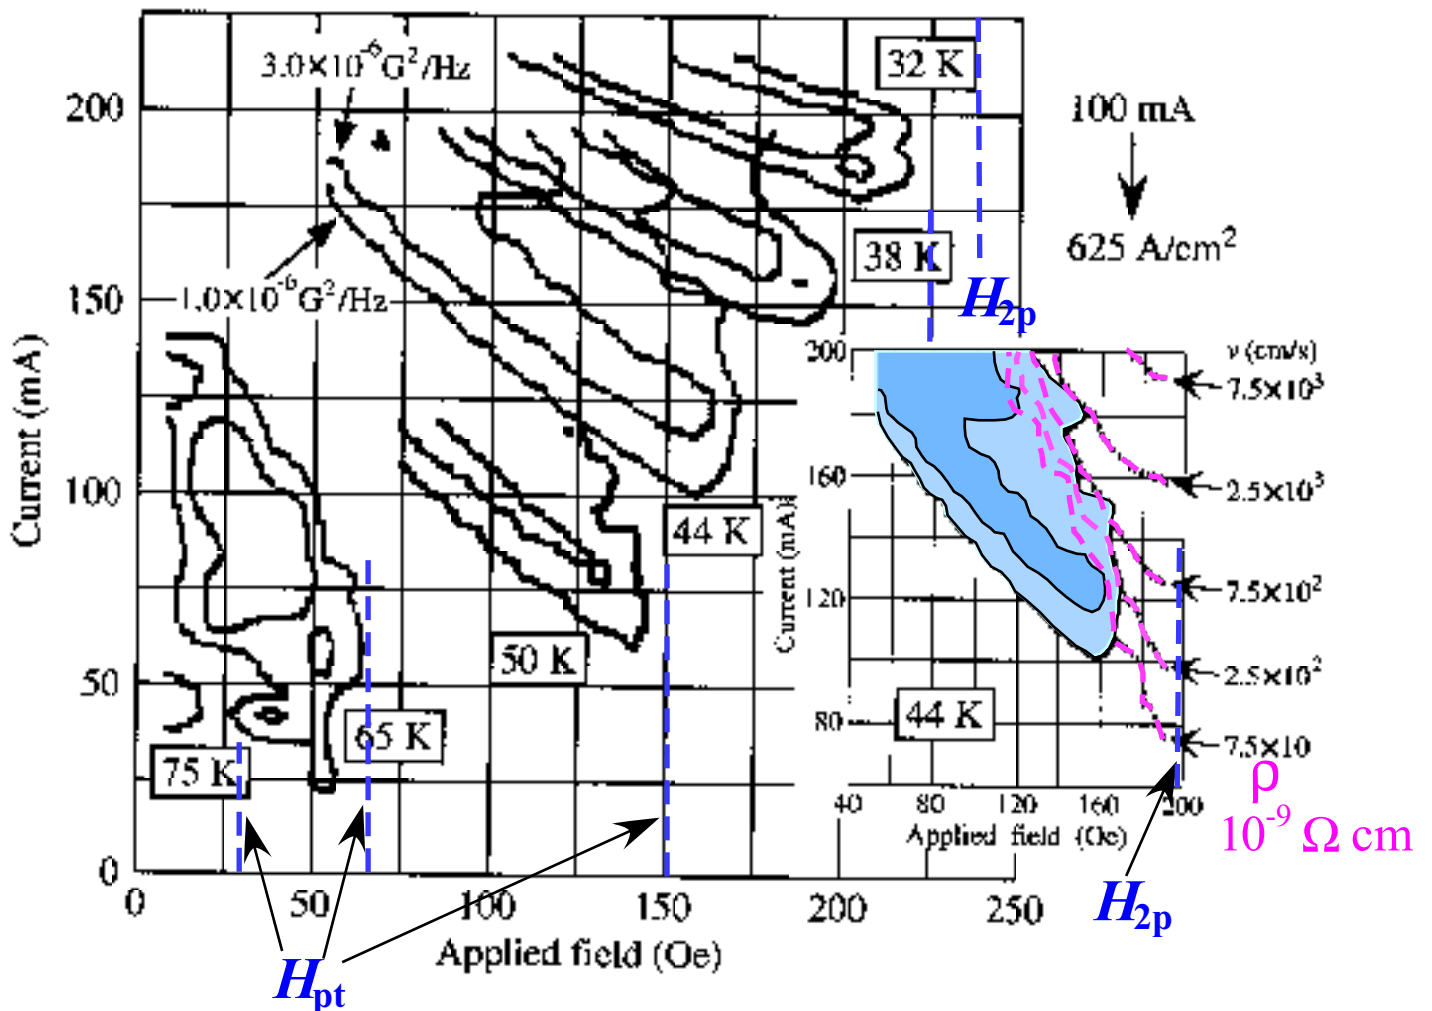 3.0×10⁻⁶G²/Hz
1.0×10⁻⁶G²/Hz
32 K
38 K
44 K
50 K
65 K
75 K
100 mA
625 A/cm²
H2p
Current (mA)
200
150
100
50
0
0 50 100 150 200 250
Applied field (Oe)
Hpt
200
160
120
80
Current (mA)
40 80 120 160 200
Applied field (Oe)
44 K
ν (cm/s)
7.5×10³
2.5×10³
7.5×10²
2.5×10²
7.5×10
ρ
10⁻⁹ Ω cm
H2p